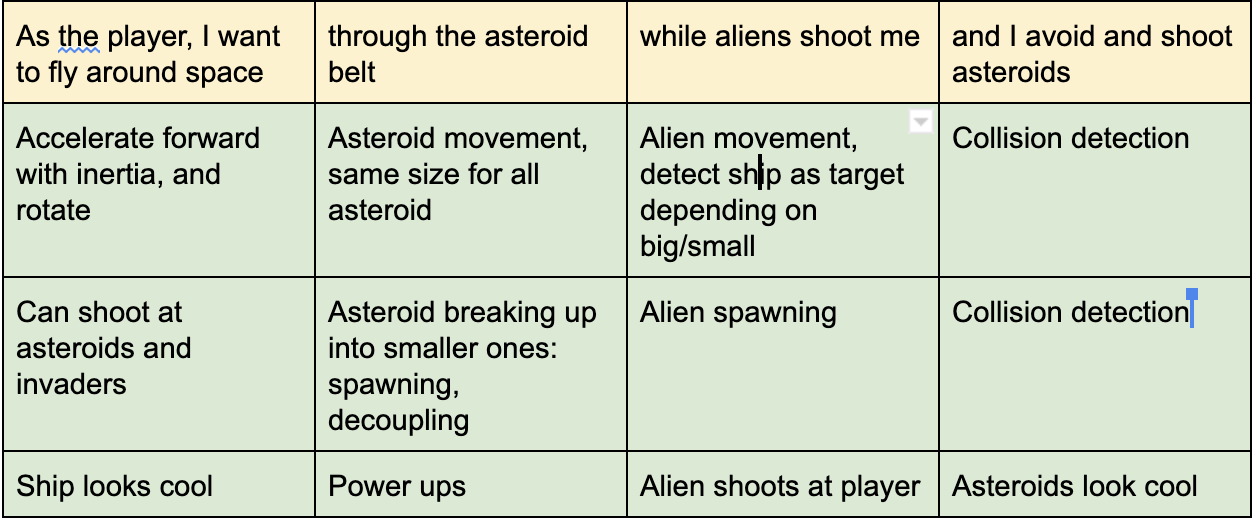 As the player, I want
to fly around space
through the asteroid
belt
while aliens shoot me
and I avoid and shoot
asteroids
Accelerate forward
with inertia, and
rotate
Asteroid movement,
same size for all
asteroid
Alien movement,
detect ship as target
depending on
big/small
Collision detection
Can shoot at
asteroids and
invaders
Asteroid breaking up
into smaller ones:
spawning,
decoupling
Alien spawning
Collision detection
Ship looks cool
Power ups
Alien shoots at player
Asteroids look cool